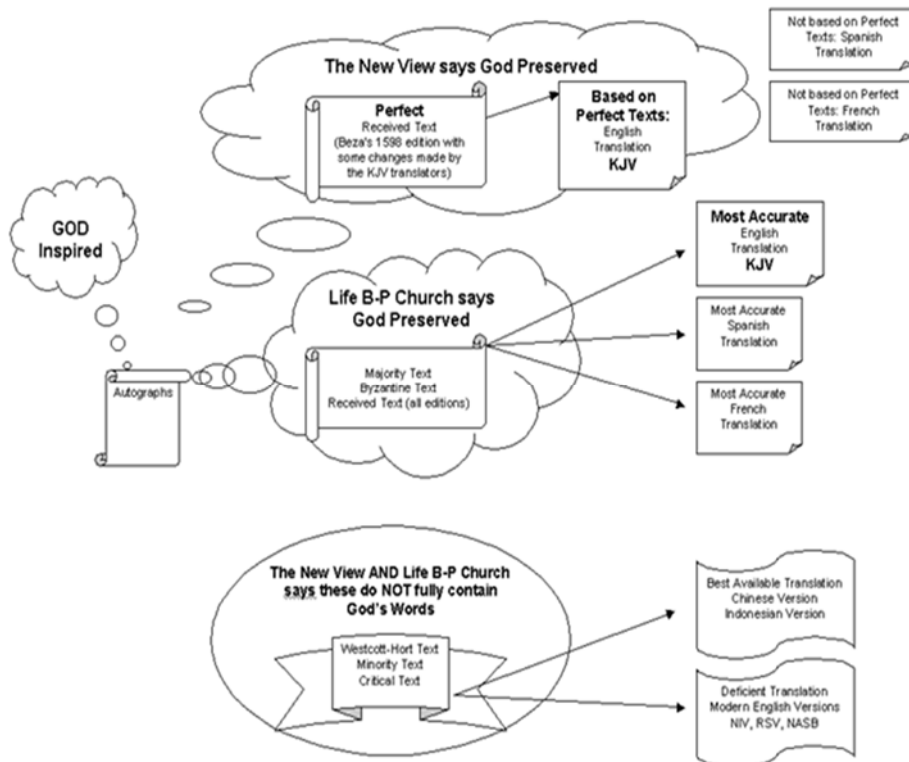 The New View says God Preserved
Perfect
Received Text
(Beza's 1598 edition with
some changes made by
the KJV translators)
Based on
Perfect Texts:
English
Translation
KJV
Not based on Perfect
Texts: Spanish
Translation
Not based on Perfect
Texts: French
Translation
GOD
Inspired
Autographs
Life B-P Church says
God Preserved
Majority Text
Byzantine Text
Received Text (all editions)
Most Accurate
English
Translation
KJV
Most Accurate
Spanish
Translation
Most Accurate
French
Translation
The New View AND Life B-P Church
says these do NOT fully contain
God's Words
Westcott-Hort Text
Minority Text
Critical Text
Best Available Translation
Chinese Version
Indonesian Version
Deficient Translation
Modern English Versions
NIV, RSV, NASB